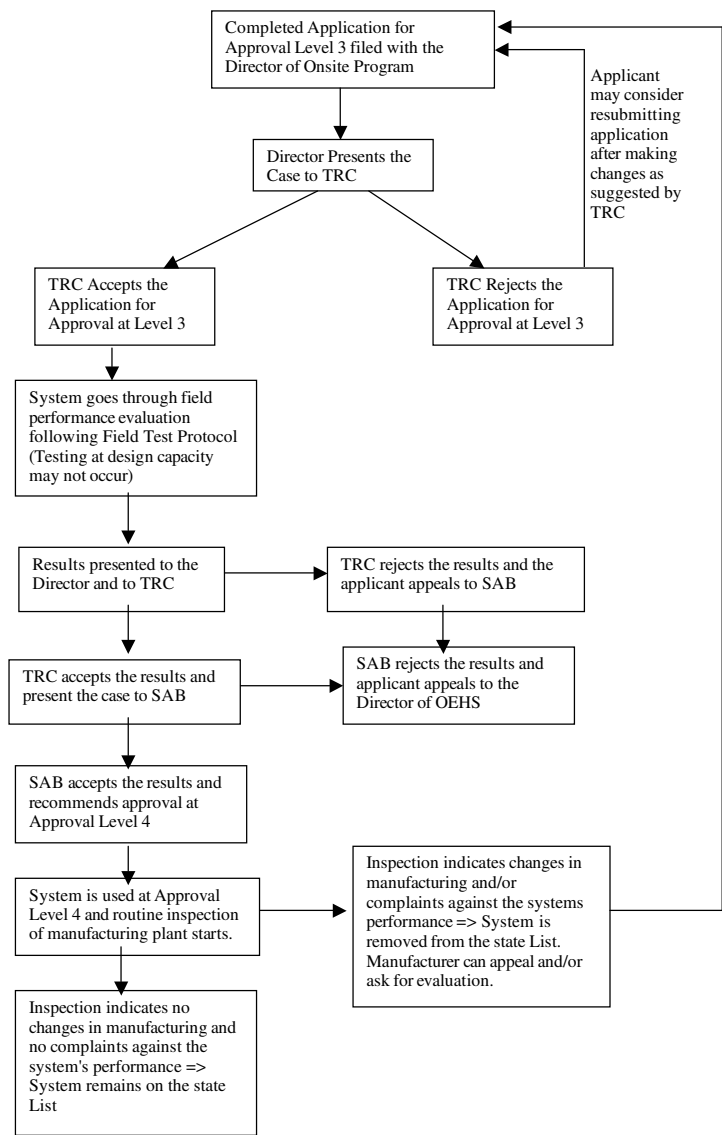 Completed Application for
Approval Level 3 filed with the
Director of Onsite Program
Applicant
may consider
resubmitting
application
after making
changes as
suggested by
TRC
Director Presents the
Case to TRC
TRC Accepts the
Application for
Approval at Level 3
TRC Rejects the
Application for
Approval at Level 3
System goes through field
performance evaluation
following Field Test Protocol
(Testing at design capacity
may not occur)
Results presented to the
Director and to TRC
TRC rejects the results and the
applicant appeals to SAB
TRC accepts the results and
present the case to SAB
SAB rejects the results and
applicant appeals to the
Director of OEHS
SAB accepts the results and
recommends approval at
Approval Level 4
System is used at Approval
Level 4 and routine inspection
of manufacturing plant starts.
Inspection indicates changes in
manufacturing and/or
complaints against the systems
performance => System is
removed from the state List.
Manufacturer can appeal and/or
ask for evaluation.
Inspection indicates no
changes in manufacturing and
no complaints against the
system's performance =>
System remains on the state
List